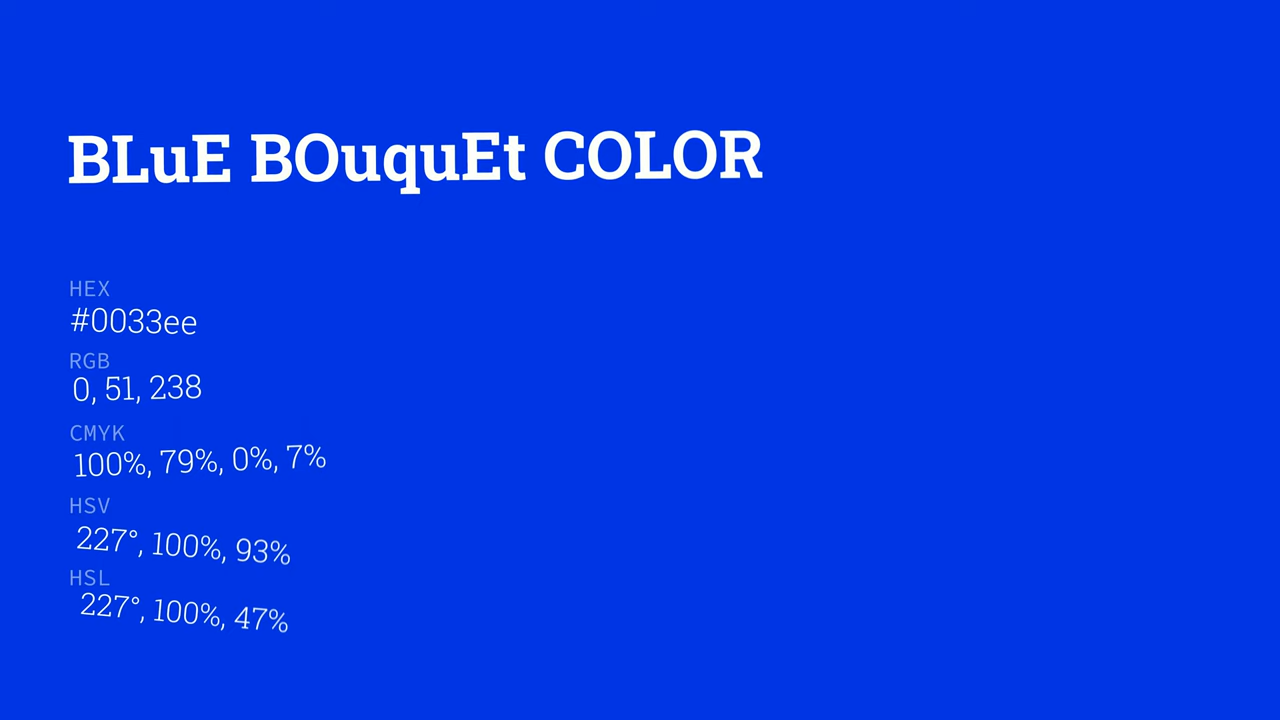 BLuE BOuquEt COLOR
HEX
#0033ee
RGB
0, 51, 238
CMYK
100%, 79%, 0%, 7%
HSV
227°, 100%, 93%
HSL
227°, 100%, 47%